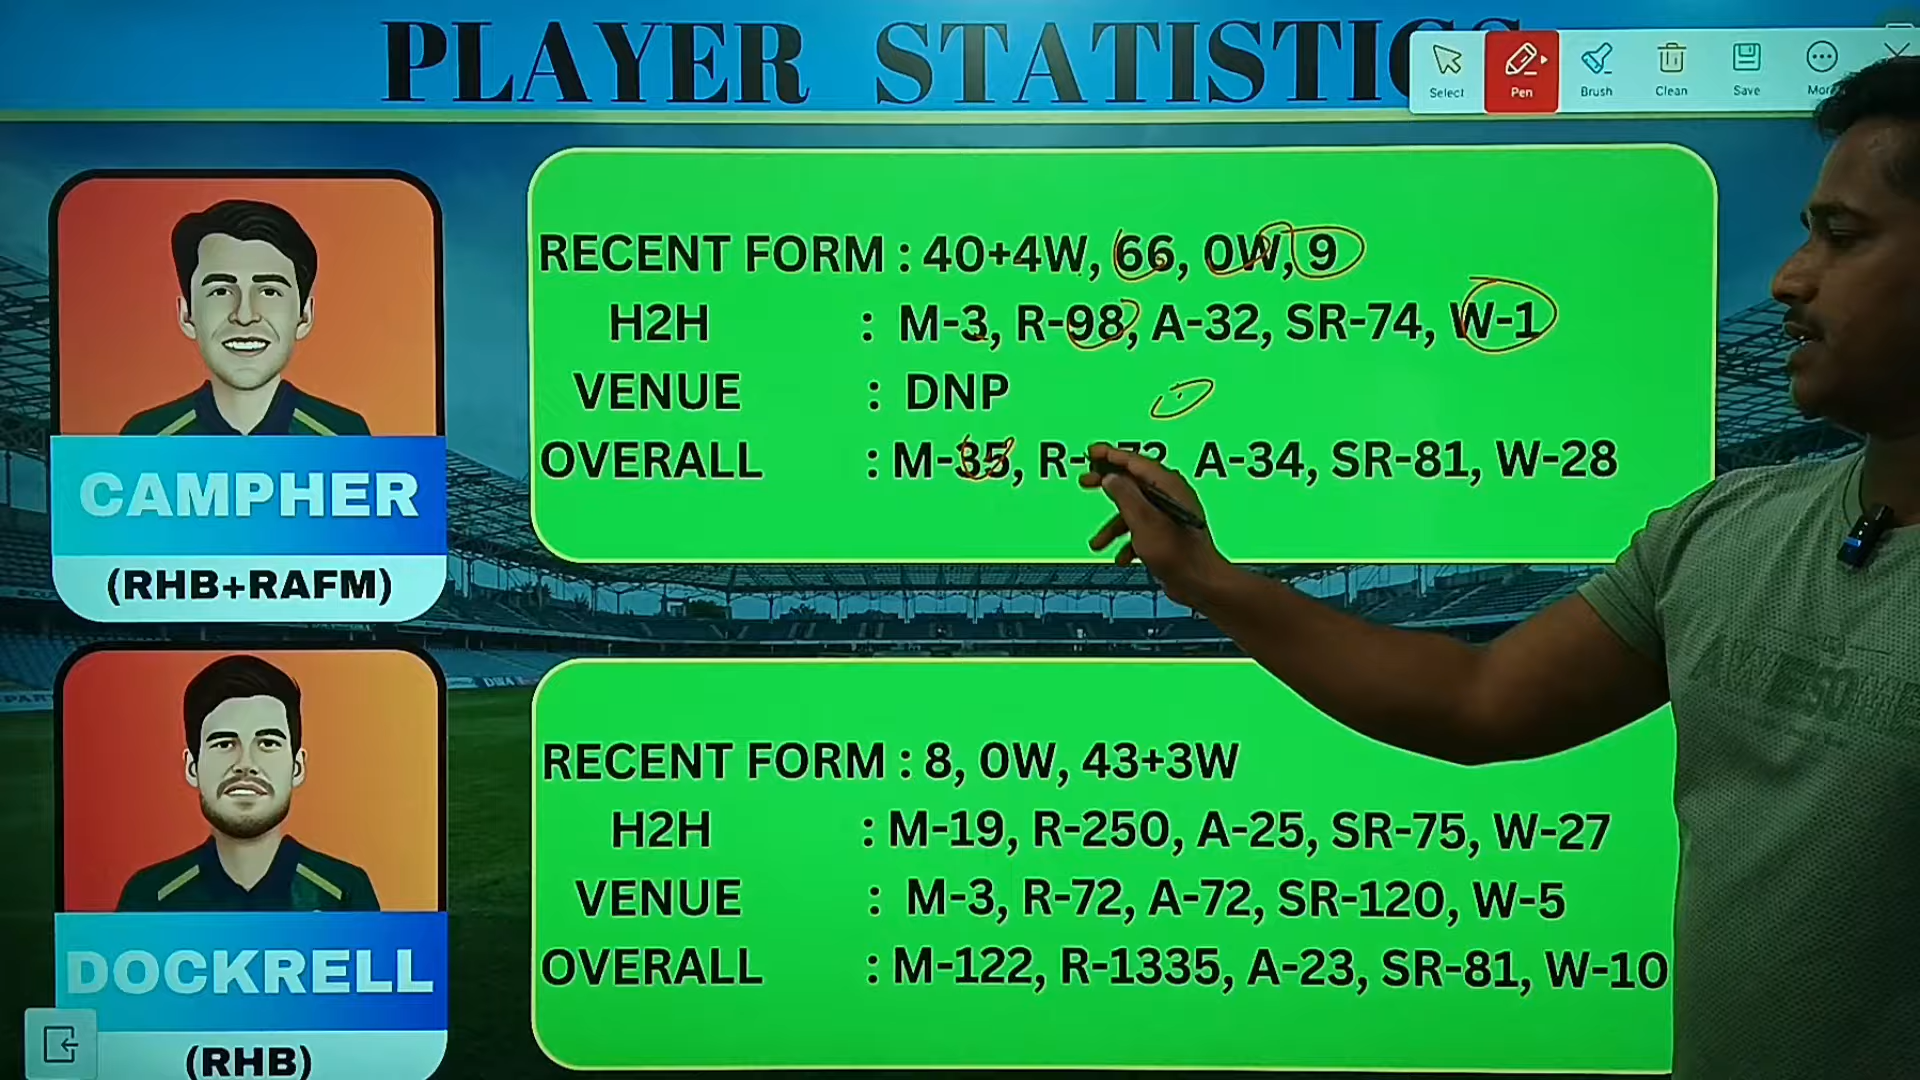 PLAYER STATISTICS
Select
Pen
Brush
Clean
Save
More
RECENT FORM : 40+4W, 66, 0W, 9
H2H : M-3, R-98, A-32, SR-74, W-1
VENUE : DNP
OVERALL : M-35, A-34, SR-81, W-28
CAMPHER
(RHB+RAFM)
RECENT FORM : 8, 0W, 43+3W
H2H : M-19, R-250, A-25, SR-75, W-27
VENUE : M-3, R-72, A-72, SR-120, W-5
OVERALL : M-122, R-1335, A-23, SR-81, W-10
DOCKRELL
(RHB)